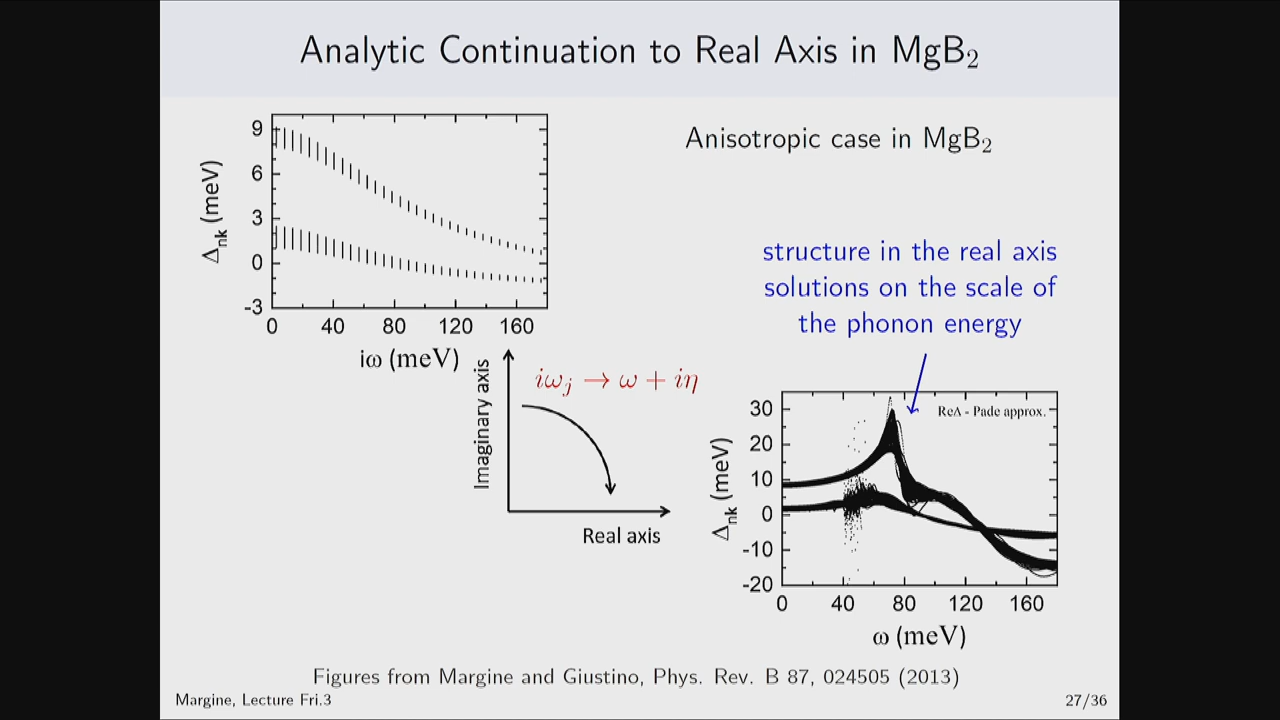 Analytic Continuation to Real Axis in MgB₂
9
6
3
0
-3
Δnk (meV)
0 40 80 120 160
iω (meV)
Anisotropic case in MgB₂
structure in the real axis
solutions on the scale of
the phonon energy
Imaginary axis
iωj → ω + iη
Real axis
ReΔ - Pade approx.
30
20
10
0
-10
-20
Δnk (meV)
0 40 80 120 160
ω (meV)
Figures from Margine and Giustino, Phys. Rev. B 87, 024505 (2013)
Margine, Lecture Fri.3
27/36